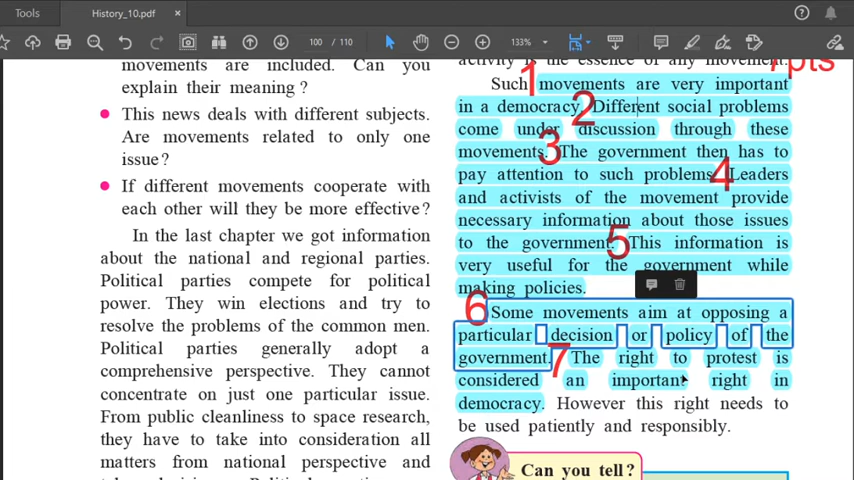 Tools
History_10.pdf
100 / 110
133%
movements are included. Can you
explain their meaning ?
This news deals with different subjects.
Are movements related to only one
issue?
If different movements cooperate with
each other will they be more effective?
In the last chapter we got information
about the national and regional parties.
Political parties compete for political
power. They win elections and try to
resolve the problems of the common men.
Political parties generally adopt a
comprehensive perspective. They cannot
concentrate on just one particular issue.
From public cleanliness to space research,
they have to take into consideration all
matters from national perspective and
activity is the essence of any movement.
7pts
1
Such movements are very important
2
in a democracy. Different social problems
come under discussion through these
3
movements. The government then has to
4
pay attention to such problems. Leaders
and activists of the movement provide
necessary information about those issues
5
to the government. This information is
very useful for the government while
making policies.
6
Some movements aim at opposing a
particular decision or policy of the
7
government. The right to protest is
considered an important right in
democracy. However this right needs to
be used patiently and responsibly.
Can you tell?